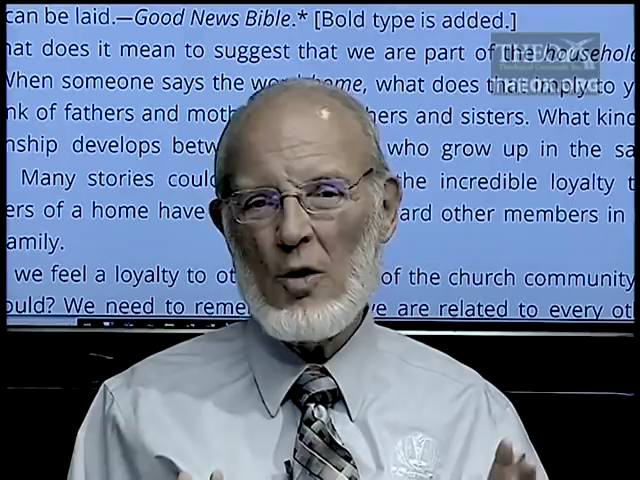 can be laid.—Good News Bible.* [Bold type is added.]
hat does it mean to suggest that we are part of the househol
When someone says the word home, what does that imply to y
nk of fathers and moth hers and sisters. What kin
nship develops betw who grow up in the sa
Many stories coul the incredible loyalty t
ers of a home have ard other members in
amily.
we feel a loyalty to ot of the church community
ould? We need to reme e are related to every ot